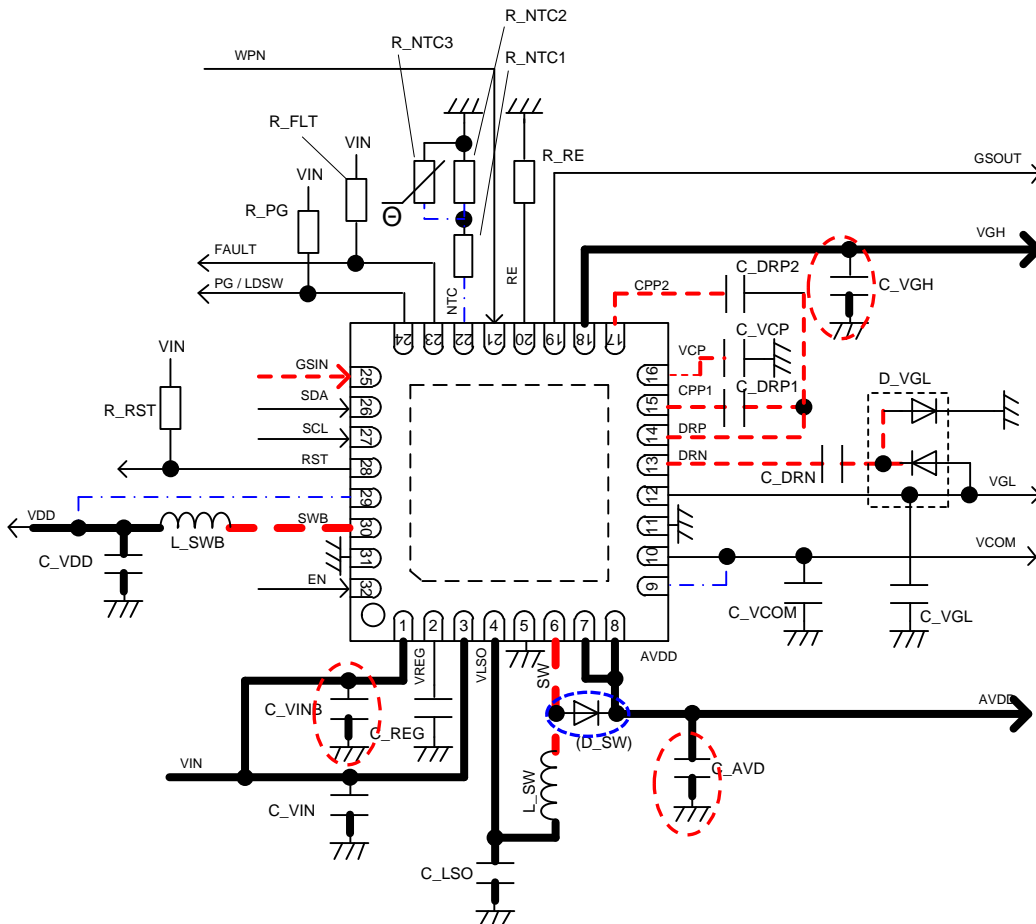 R_NTC2
R_NTC3
WPN
R_NTC1
R_FLT
VIN
R_RE
GSOUT
VIN
R_PG
Θ
VGH
FAULT
C_DRP2
PG / LDSW
NTC
RE
CPP2
C_VGH
24
23
22
21
20
19
18
17
C_VCP
VIN
VCP
16
GSIN
25
CPP1
C_DRP1
D_VGL
R_RST
SDA
26
15
SCL
27
DRP
14
RST
28
DRN
13
C_DRN
29
12
VGL
VDD
SWB
30
11
C_VDD
L_SWB
31
10
VCOM
EN
32
9
C_VCOM
C_VGL
1
2
3
4
5
6
7
8
AVDD
VREG
VLSO
SW
C_VINB
C_REG
AVDD
(D_SW)
VIN
C_AVD
L_SW
C_VIN
C_LSO